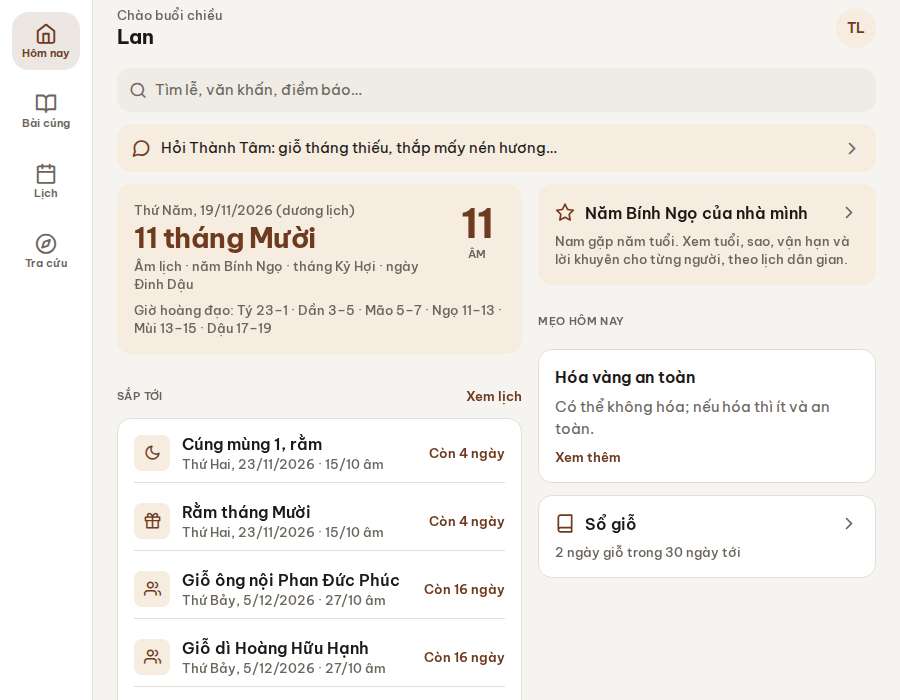 Hôm nay
Bài cúng
Lịch
Tra cứu
Chào buổi chiều
Lan
TL
Tìm lễ, văn khấn, điềm báo...
Hỏi Thành Tâm: giỗ tháng thiếu, thắp mấy nén hương...
Thứ Năm, 19/11/2026 (dương lịch)
11 tháng Mười
Âm lịch · năm Bính Ngọ · tháng Kỷ Hợi · ngày
Đinh Dậu
Giờ hoàng đạo: Tý 23–1 · Dần 3–5 · Mão 5–7 · Ngọ 11–13 ·
Mùi 13–15 · Dậu 17–19
11
ÂM
SẮP TỚI
Xem lịch
Cúng mùng 1, rằm
Thứ Hai, 23/11/2026 · 15/10 âm
Còn 4 ngày
Rằm tháng Mười
Thứ Hai, 23/11/2026 · 15/10 âm
Còn 4 ngày
Giỗ ông nội Phan Đức Phúc
Thứ Bảy, 5/12/2026 · 27/10 âm
Còn 16 ngày
Giỗ dì Hoàng Hữu Hạnh
Thứ Bảy, 5/12/2026 · 27/10 âm
Còn 16 ngày
Năm Bính Ngọ của nhà mình
Nam gặp năm tuổi. Xem tuổi, sao, vận hạn và
lời khuyên cho từng người, theo lịch dân gian.
MẸO HÔM NAY
Hóa vàng an toàn
Có thể không hóa; nếu hóa thì ít và an
toàn.
Xem thêm
Sổ giỗ
2 ngày giỗ trong 30 ngày tới